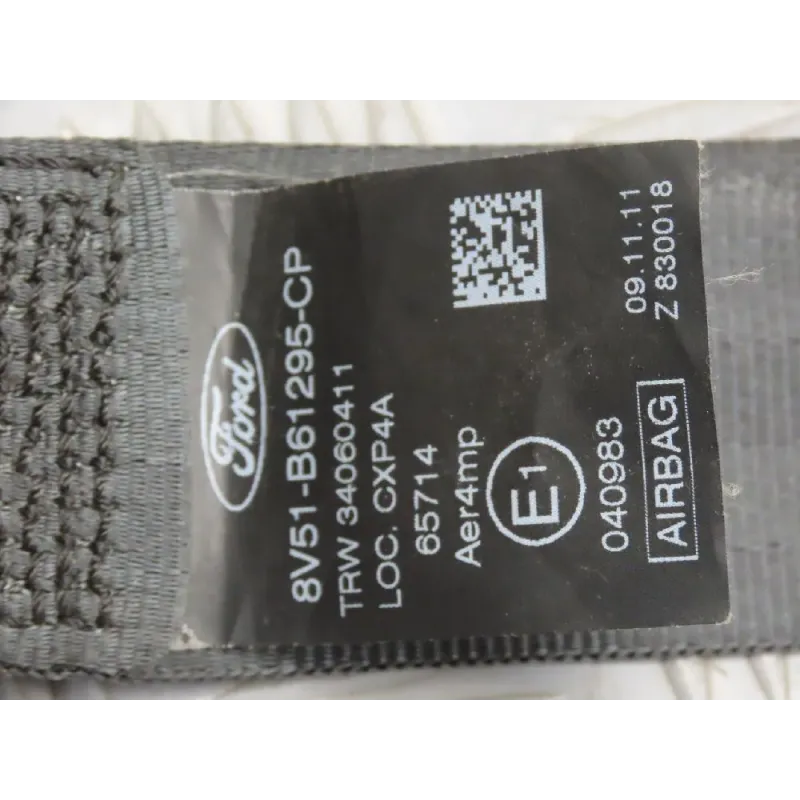 Ford
8V51-B61295-CP
TRW 34060411
LOC. CXP4A
65714
Aer4mp
E1
040983
AIRBAG
09.11.11
Z 830018